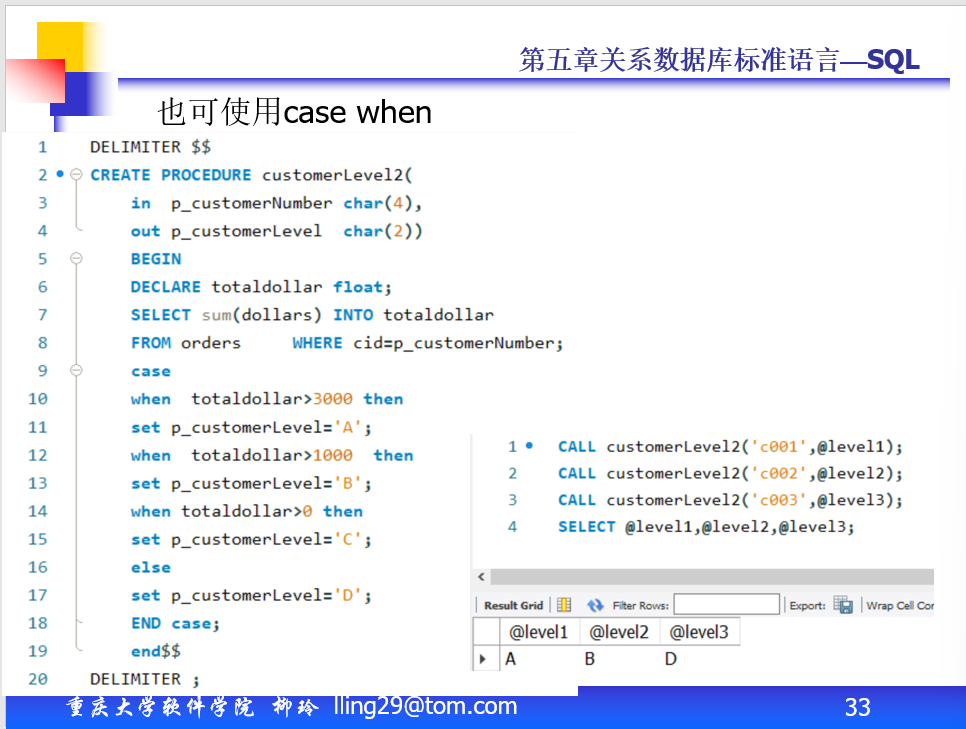 第五章关系数据库标准语言—SQL
也可使用case when
1 DELIMITER $$
2 CREATE PROCEDURE customerLevel2(
3 in p_customerNumber char(4),
4 out p_customerLevel char(2))
5 BEGIN
6 DECLARE totaldollar float;
7 SELECT sum(dollars) INTO totaldollar
8 FROM orders WHERE cid=p_customerNumber;
9 case
10 when totaldollar>3000 then
11 set p_customerLevel='A';
12 when totaldollar>1000 then
13 set p_customerLevel='B';
14 when totaldollar>0 then
15 set p_customerLevel='C';
16 else
17 set p_customerLevel='D';
18 END case;
19 end$$
20 DELIMITER ;
1 CALL customerLevel2('c001',@level1);
2 CALL customerLevel2('c002',@level2);
3 CALL customerLevel2('c003',@level3);
4 SELECT @level1,@level2,@level3;
Result Grid Filter Rows: Export: Wrap Cell Cor
@level1 @level2 @level3
A B D
重庆大学软件学院 柳玲 lling29@tom.com 33